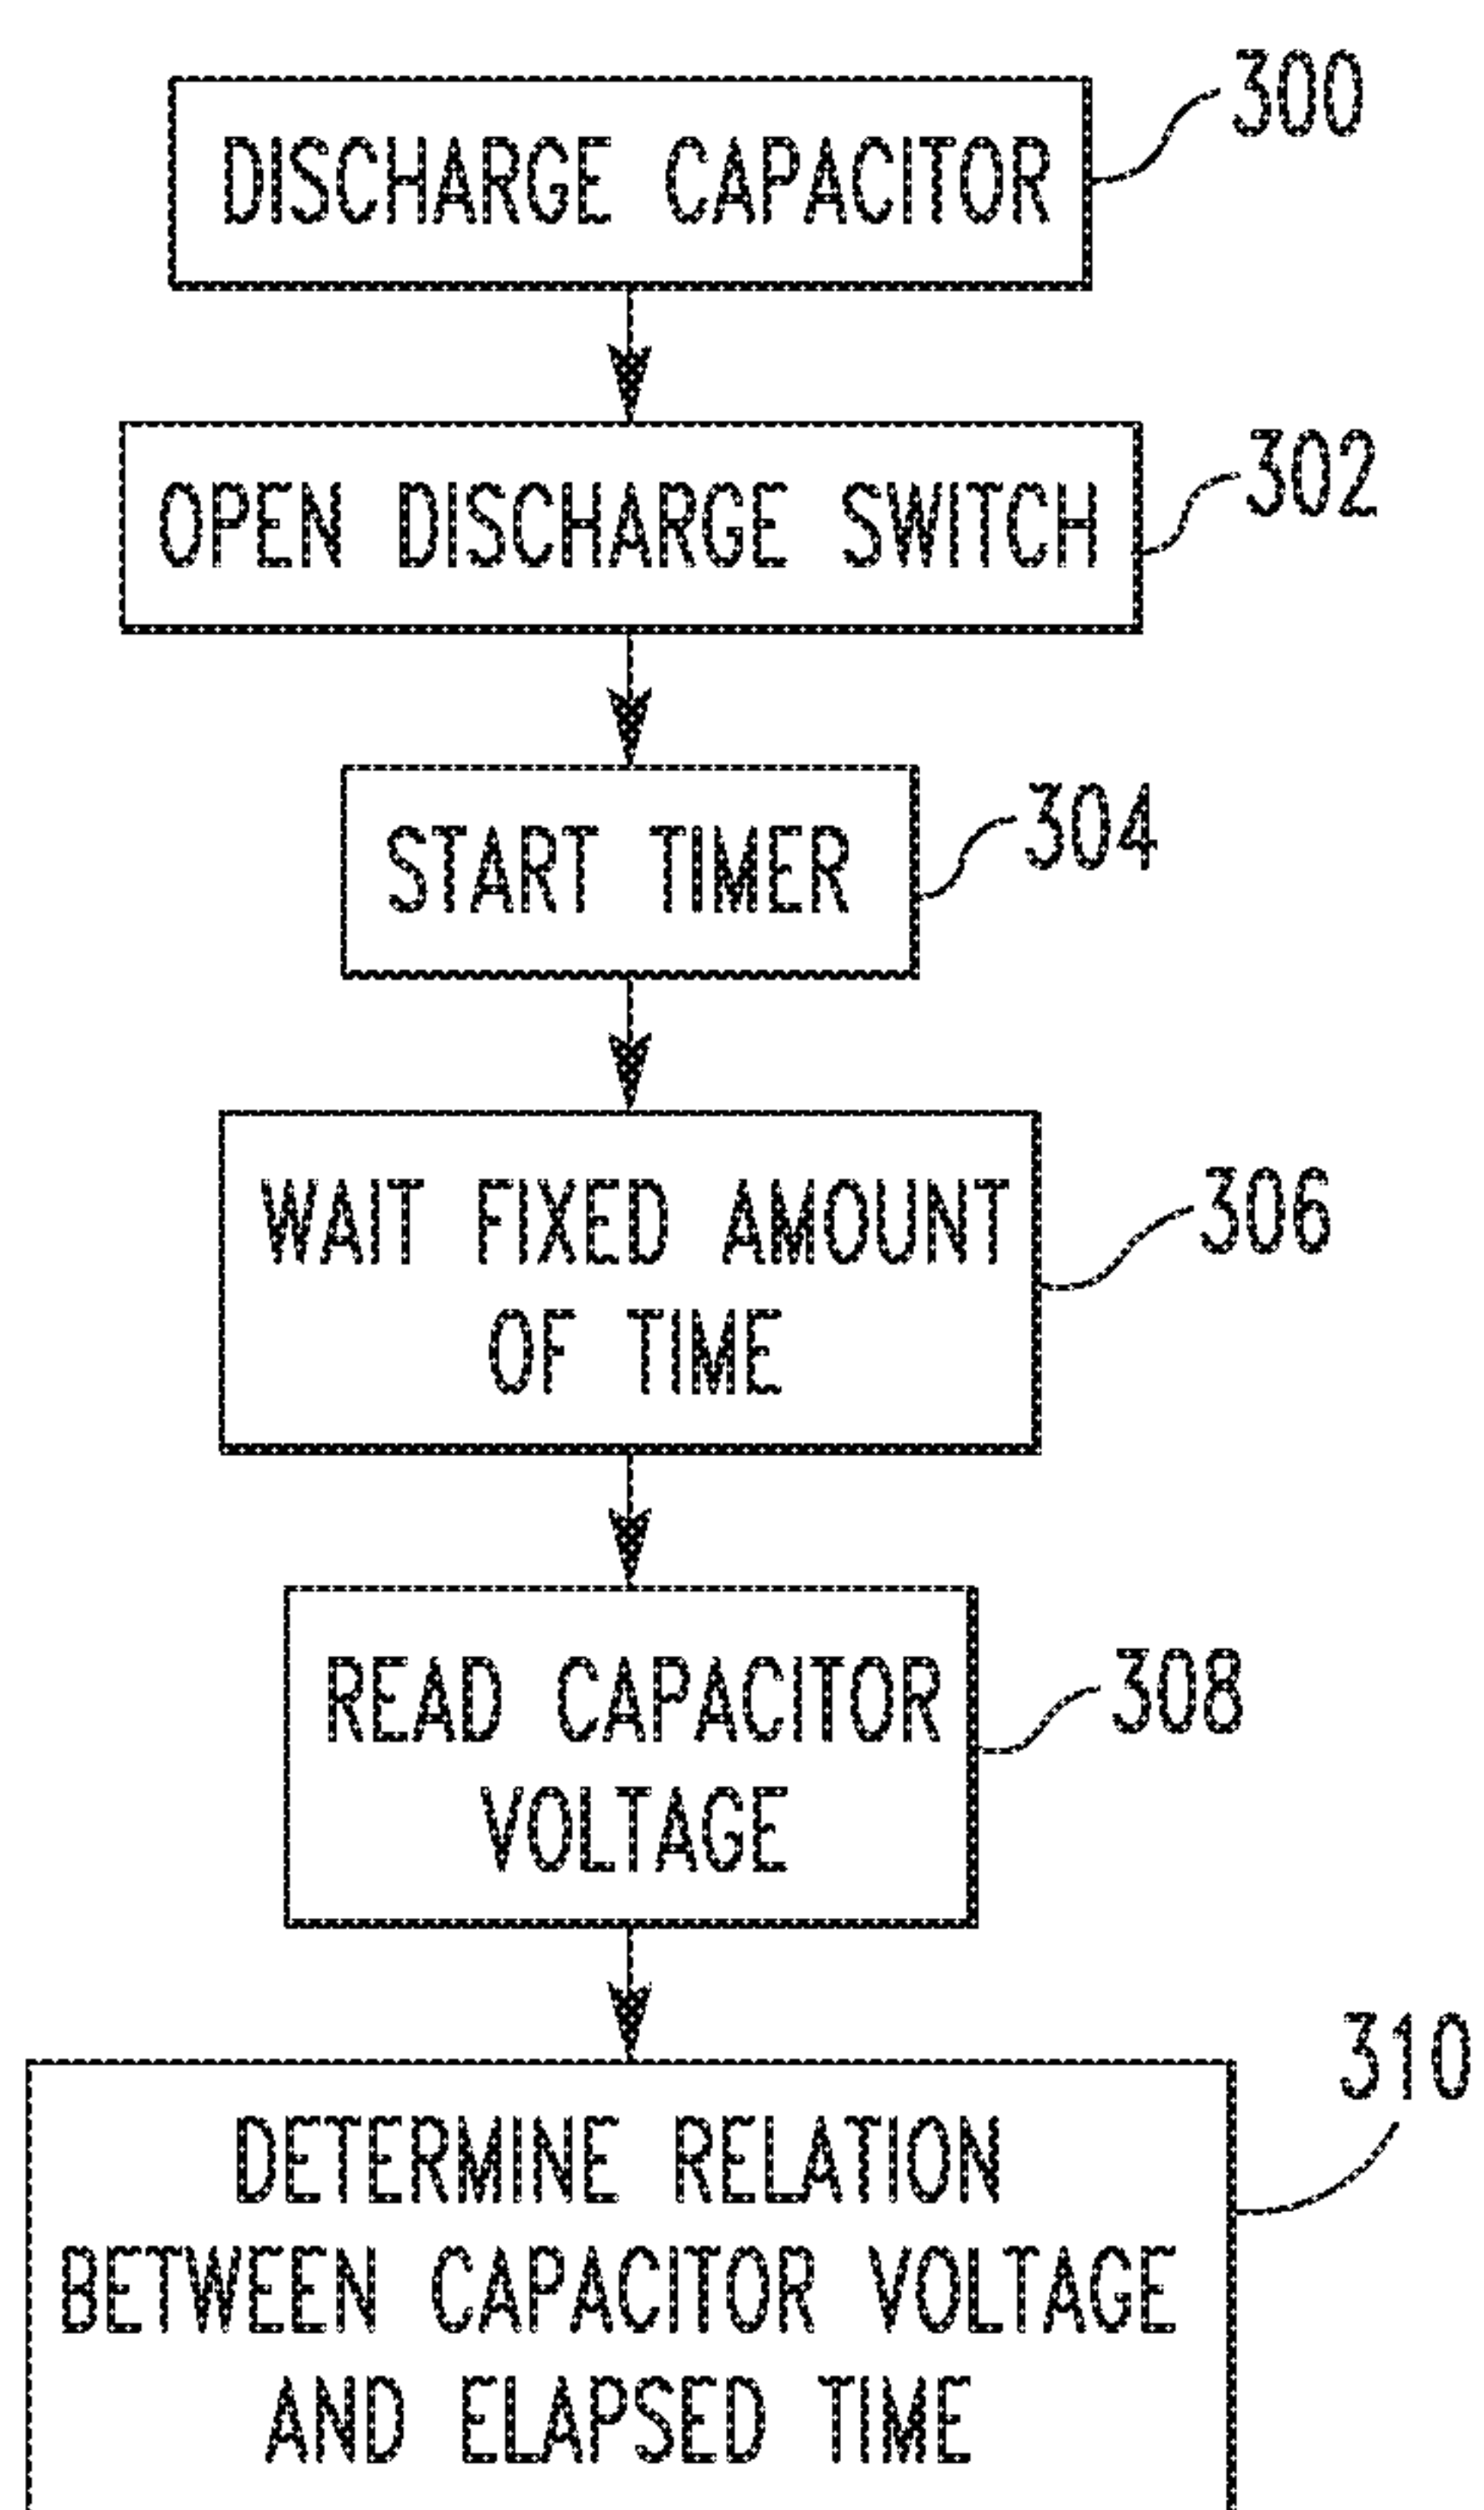 DISCHARGE CAPACITOR
300
OPEN DISCHARGE SWITCH
302
START TIMER
304
WAIT FIXED AMOUNT
OF TIME
306
READ CAPACITOR
VOLTAGE
308
DETERMINE RELATION
BETWEEN CAPACITOR VOLTAGE
AND ELAPSED TIME
310